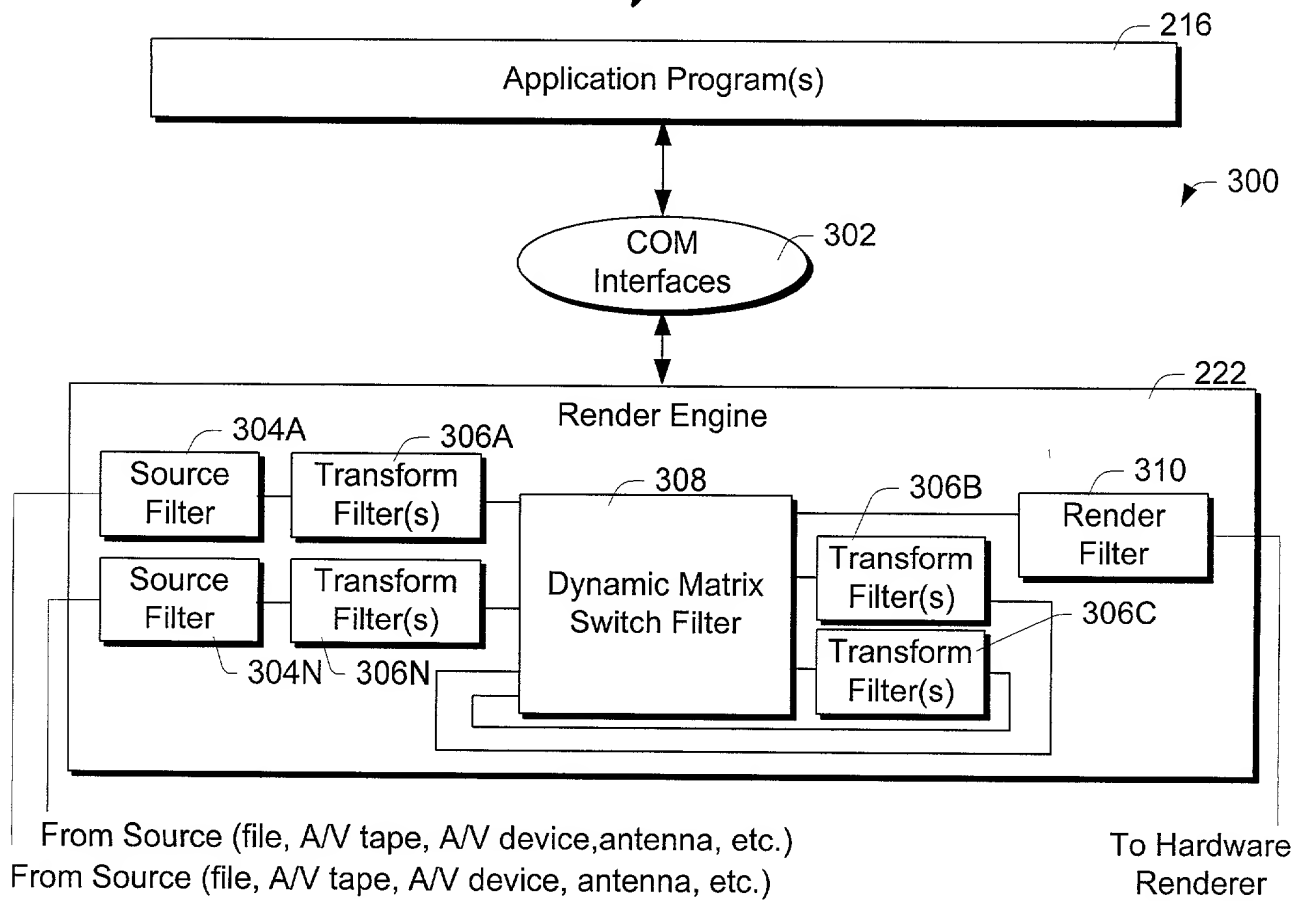 216
Application Program(s)
300
COM
Interfaces
302
222
Render Engine
304A
306A
308
306B
310
Source
Filter
Transform
Filter(s)
Render
Filter
Source
Filter
Transform
Filter(s)
Dynamic Matrix
Switch Filter
Transform
Filter(s)
306C
304N
306N
Transform
Filter(s)
From Source (file, A/V tape, A/V device,antenna, etc.)
From Source (file, A/V tape, A/V device, antenna, etc.)
To Hardware
Renderer